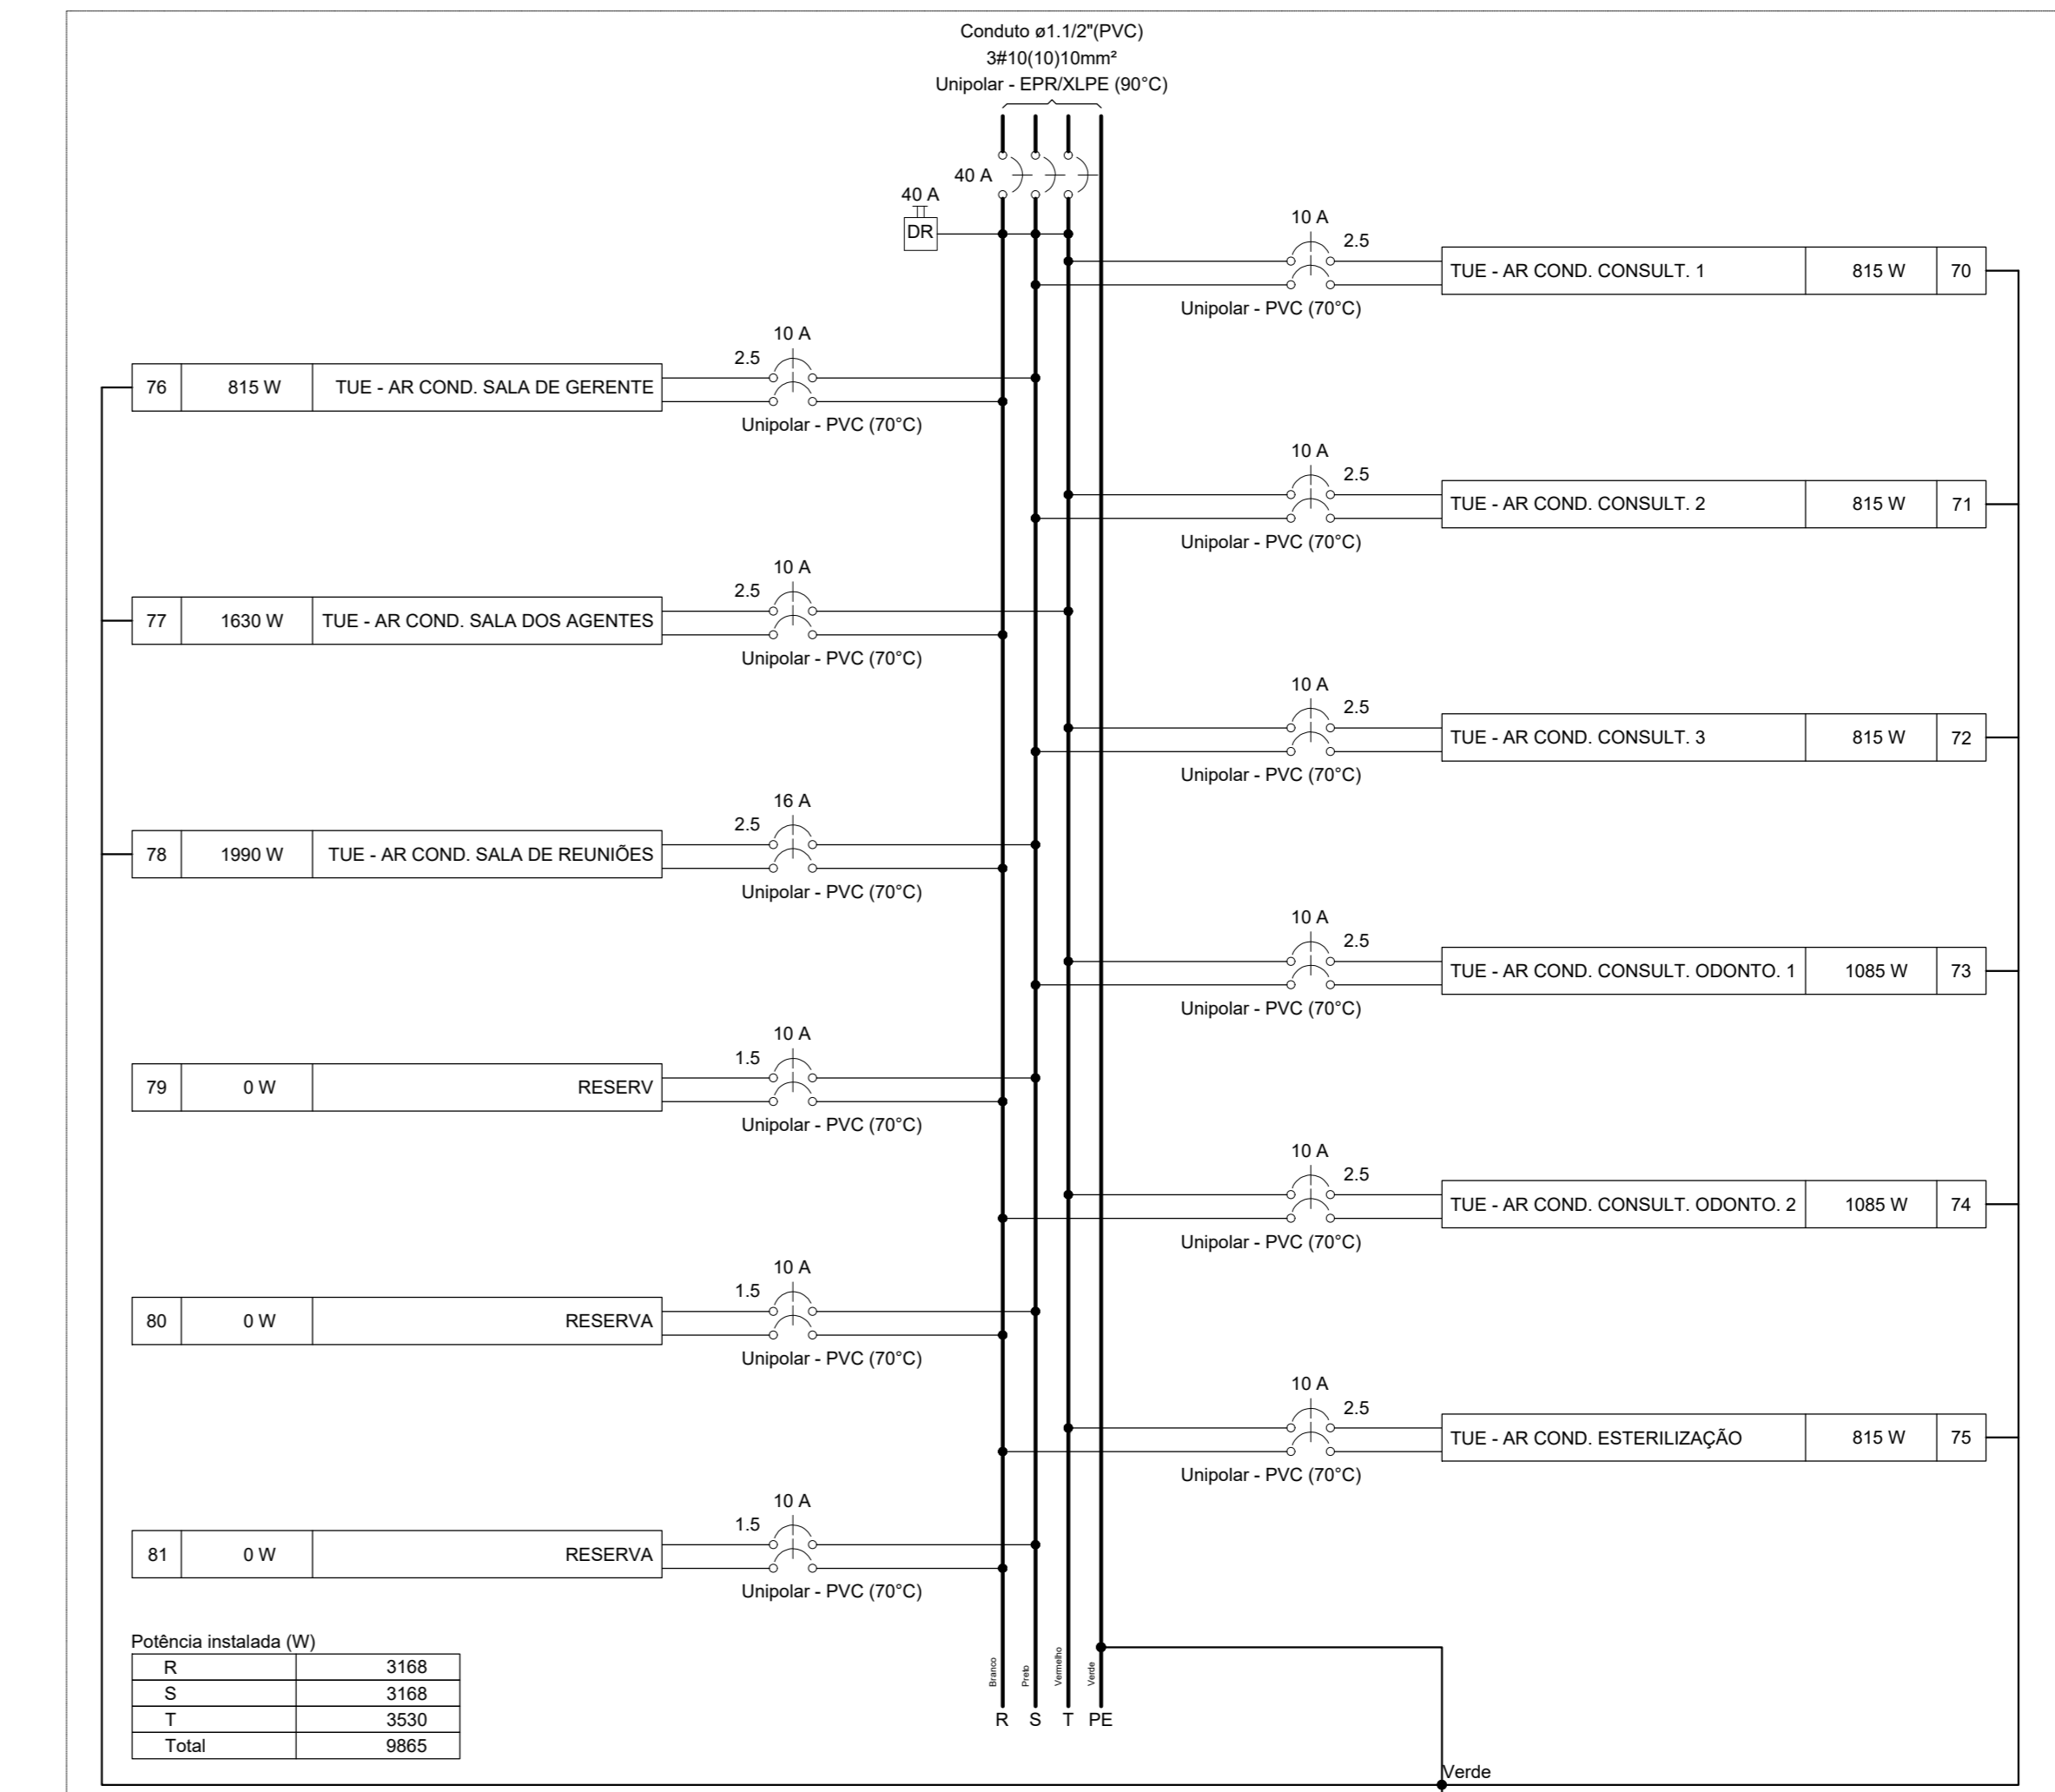 Conduto ø1.1/2"(PVC)
3#10(10)10mm²
Unipolar - EPR/XLPE (90°C)
40 A
40 A
DR
10 A
2.5
TUE - AR COND. CONSULT. 1 815 W 70
Unipolar - PVC (70°C)
10 A
2.5
76 815 W TUE - AR COND. SALA DE GERENTE
Unipolar - PVC (70°C)
10 A
2.5
TUE - AR COND. CONSULT. 2 815 W 71
Unipolar - PVC (70°C)
10 A
2.5
77 1630 W TUE - AR COND. SALA DOS AGENTES
Unipolar - PVC (70°C)
10 A
2.5
TUE - AR COND. CONSULT. 3 815 W 72
Unipolar - PVC (70°C)
16 A
2.5
78 1990 W TUE - AR COND. SALA DE REUNIÕES
Unipolar - PVC (70°C)
10 A
2.5
TUE - AR COND. CONSULT. ODONTO. 1 1085 W 73
Unipolar - PVC (70°C)
10 A
1.5
79 0 W RESERV
Unipolar - PVC (70°C)
10 A
2.5
TUE - AR COND. CONSULT. ODONTO. 2 1085 W 74
Unipolar - PVC (70°C)
10 A
1.5
80 0 W RESERVA
Unipolar - PVC (70°C)
10 A
2.5
TUE - AR COND. ESTERILIZAÇÃO 815 W 75
Unipolar - PVC (70°C)
10 A
1.5
81 0 W RESERVA
Unipolar - PVC (70°C)
Potência instalada (W)
R 3168
S 3168
T 3530
Total 9865
Branco
Preto
Vermelho
Verde
R S T PE
Verde